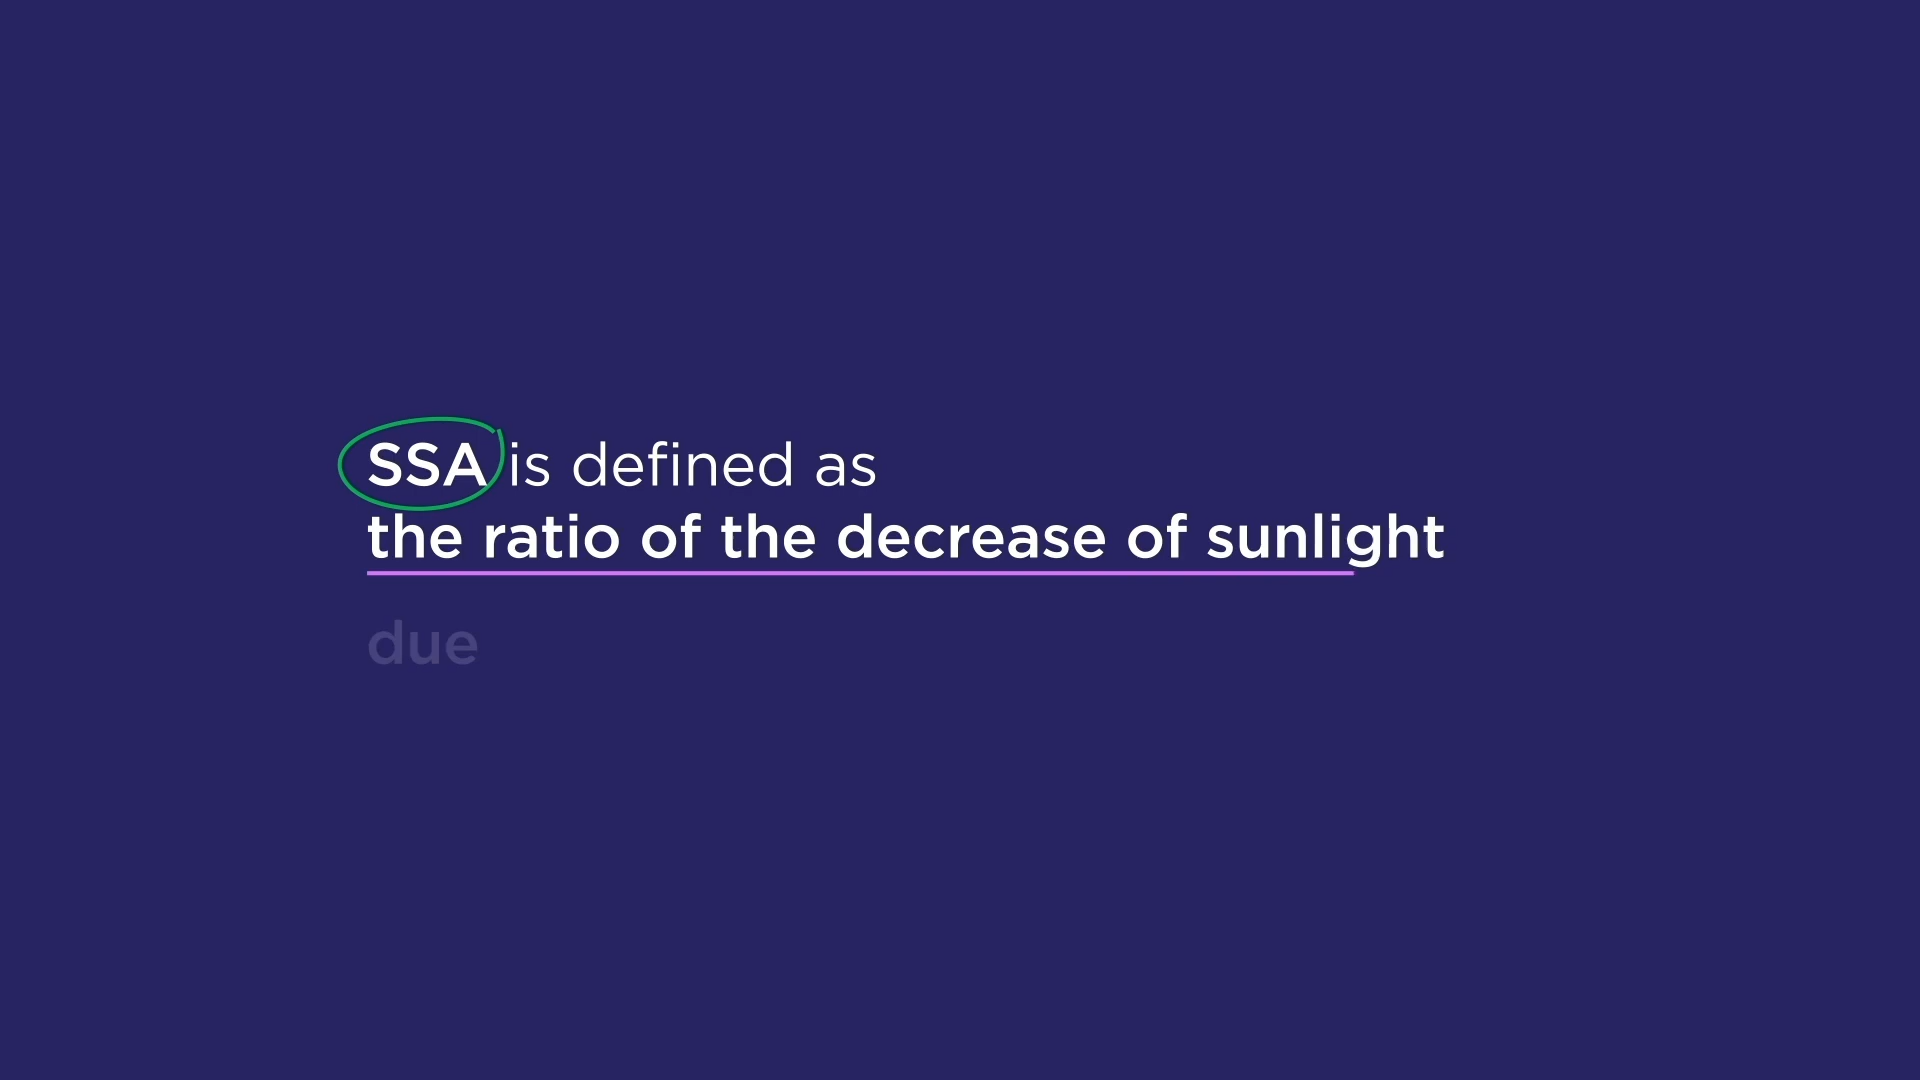 SSA is defined as
the ratio of the decrease of sunlight
due